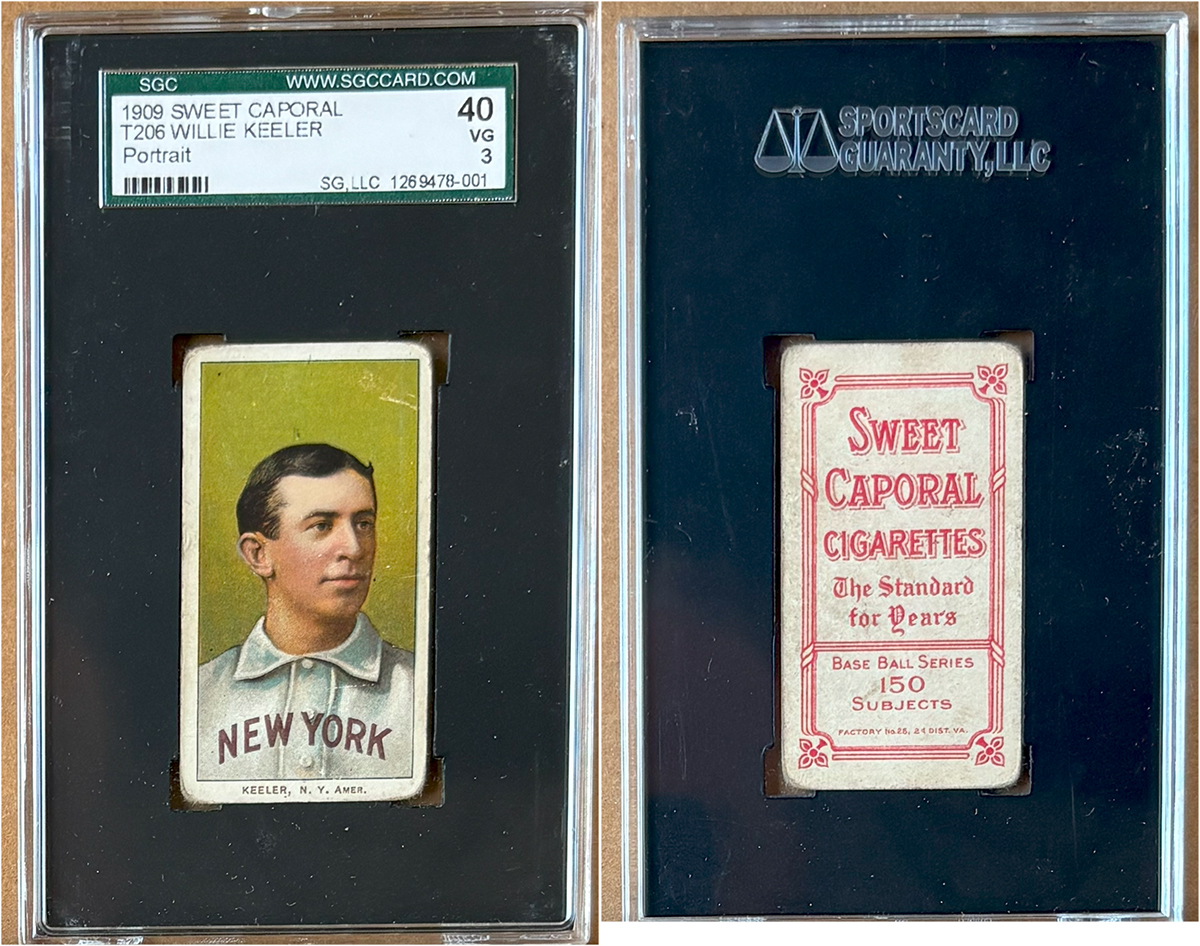 SGC WWW.SGCCARD.COM
1909 SWEET CAPORAL 40
T206 WILLIE KEELER VG
Portrait 3
SG,LLC 1269478-001
NEW YORK
KEELER, N. Y. AMER.
SPORTSCARD
GUARANTY,LLC
SWEET
CAPORAL
CIGARETTES
The Standard
for Years
BASE BALL SERIES
150
SUBJECTS
FACTORY No 25, 2d DIST. VA.